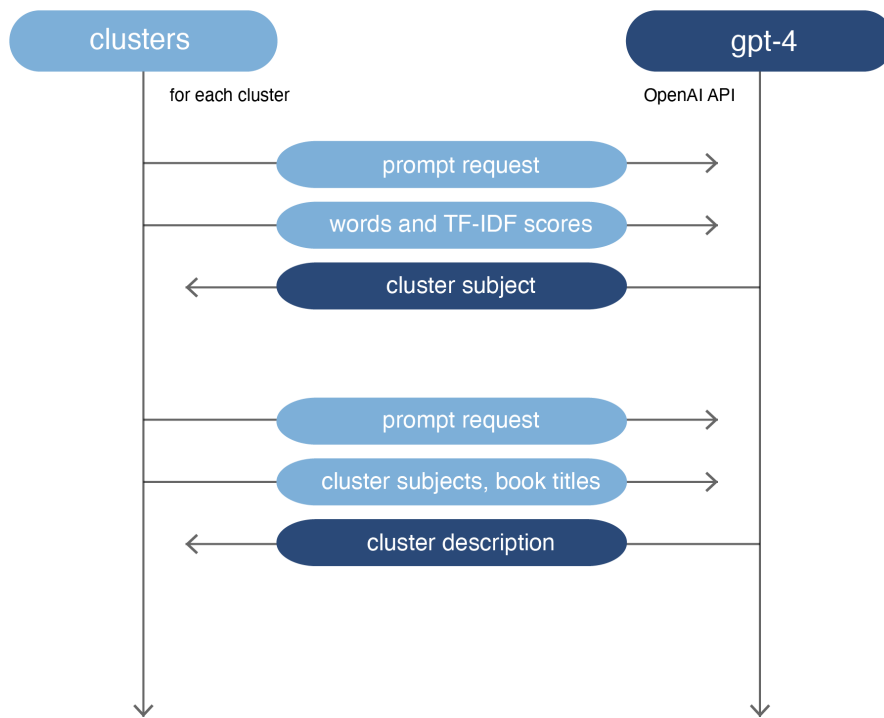 clusters
gpt-4
for each cluster
OpenAI API
prompt request
words and TF-IDF scores
cluster subject
prompt request
cluster subjects, book titles
cluster description